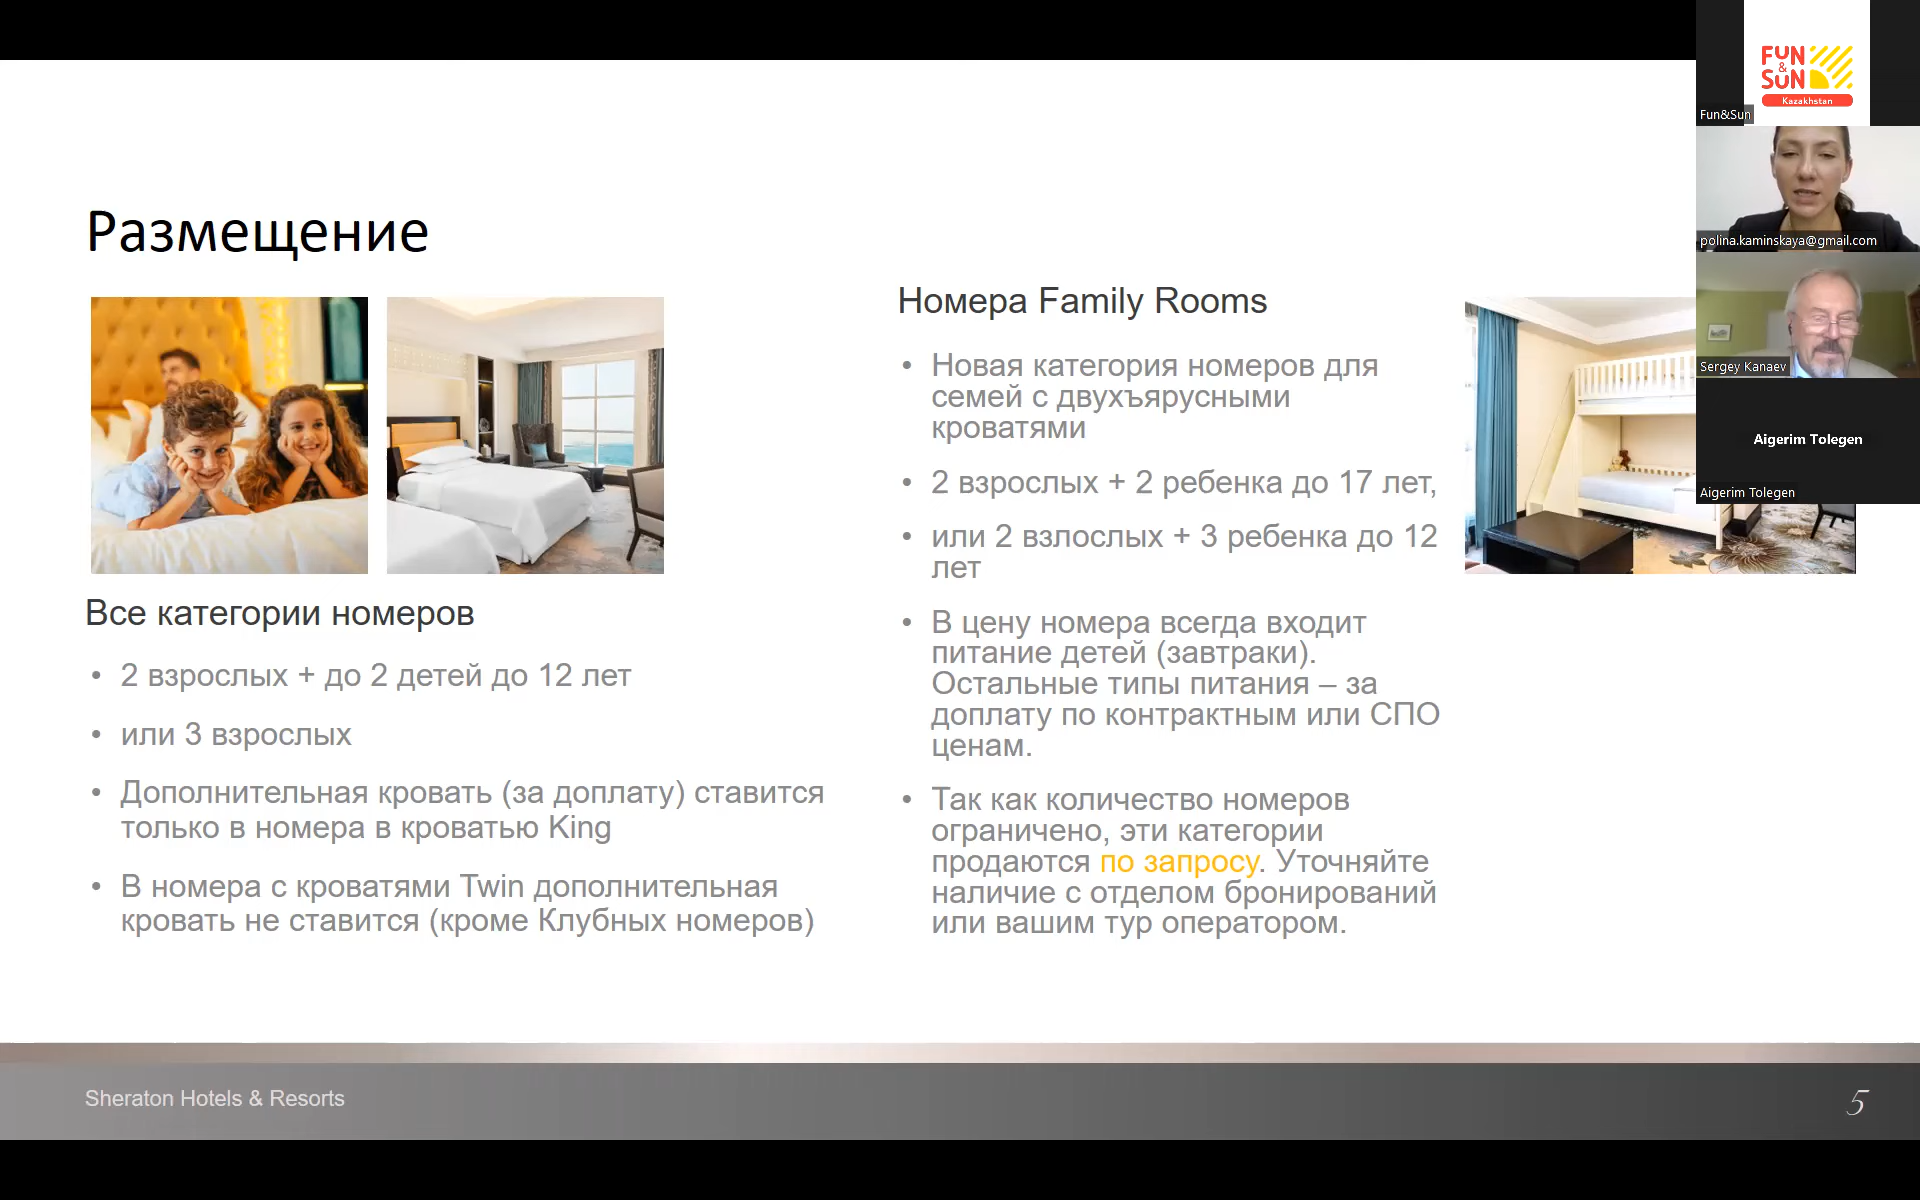 Размещение
Все категории номеров
• 2 взрослых + до 2 детей до 12 лет
• или 3 взрослых
• Дополнительная кровать (за доплату) ставится
только в номера в кроватью King
• В номера с кроватями Twin дополнительная
кровать не ставится (кроме Клубных номеров)
Номера Family Rooms
• Новая категория номеров для
семей с двухъярусными
кроватями
• 2 взрослых + 2 ребенка до 17 лет,
• или 2 взлослых + 3 ребенка до 12
лет
• В цену номера всегда входит
питание детей (завтраки).
Остальные типы питания – за
доплату по контрактным или СПО
ценам.
• Так как количество номеров
ограничено, эти категории
продаются по запросу. Уточняйте
наличие с отделом бронирований
или вашим тур оператором.
FUN
&
SUN
Kazakhstan
Fun&Sun
polina.kaminskaya@gmail.com
Sergey Kanaev
Aigerim Tolegen
Aigerim Tolegen
Sheraton Hotels & Resorts
5